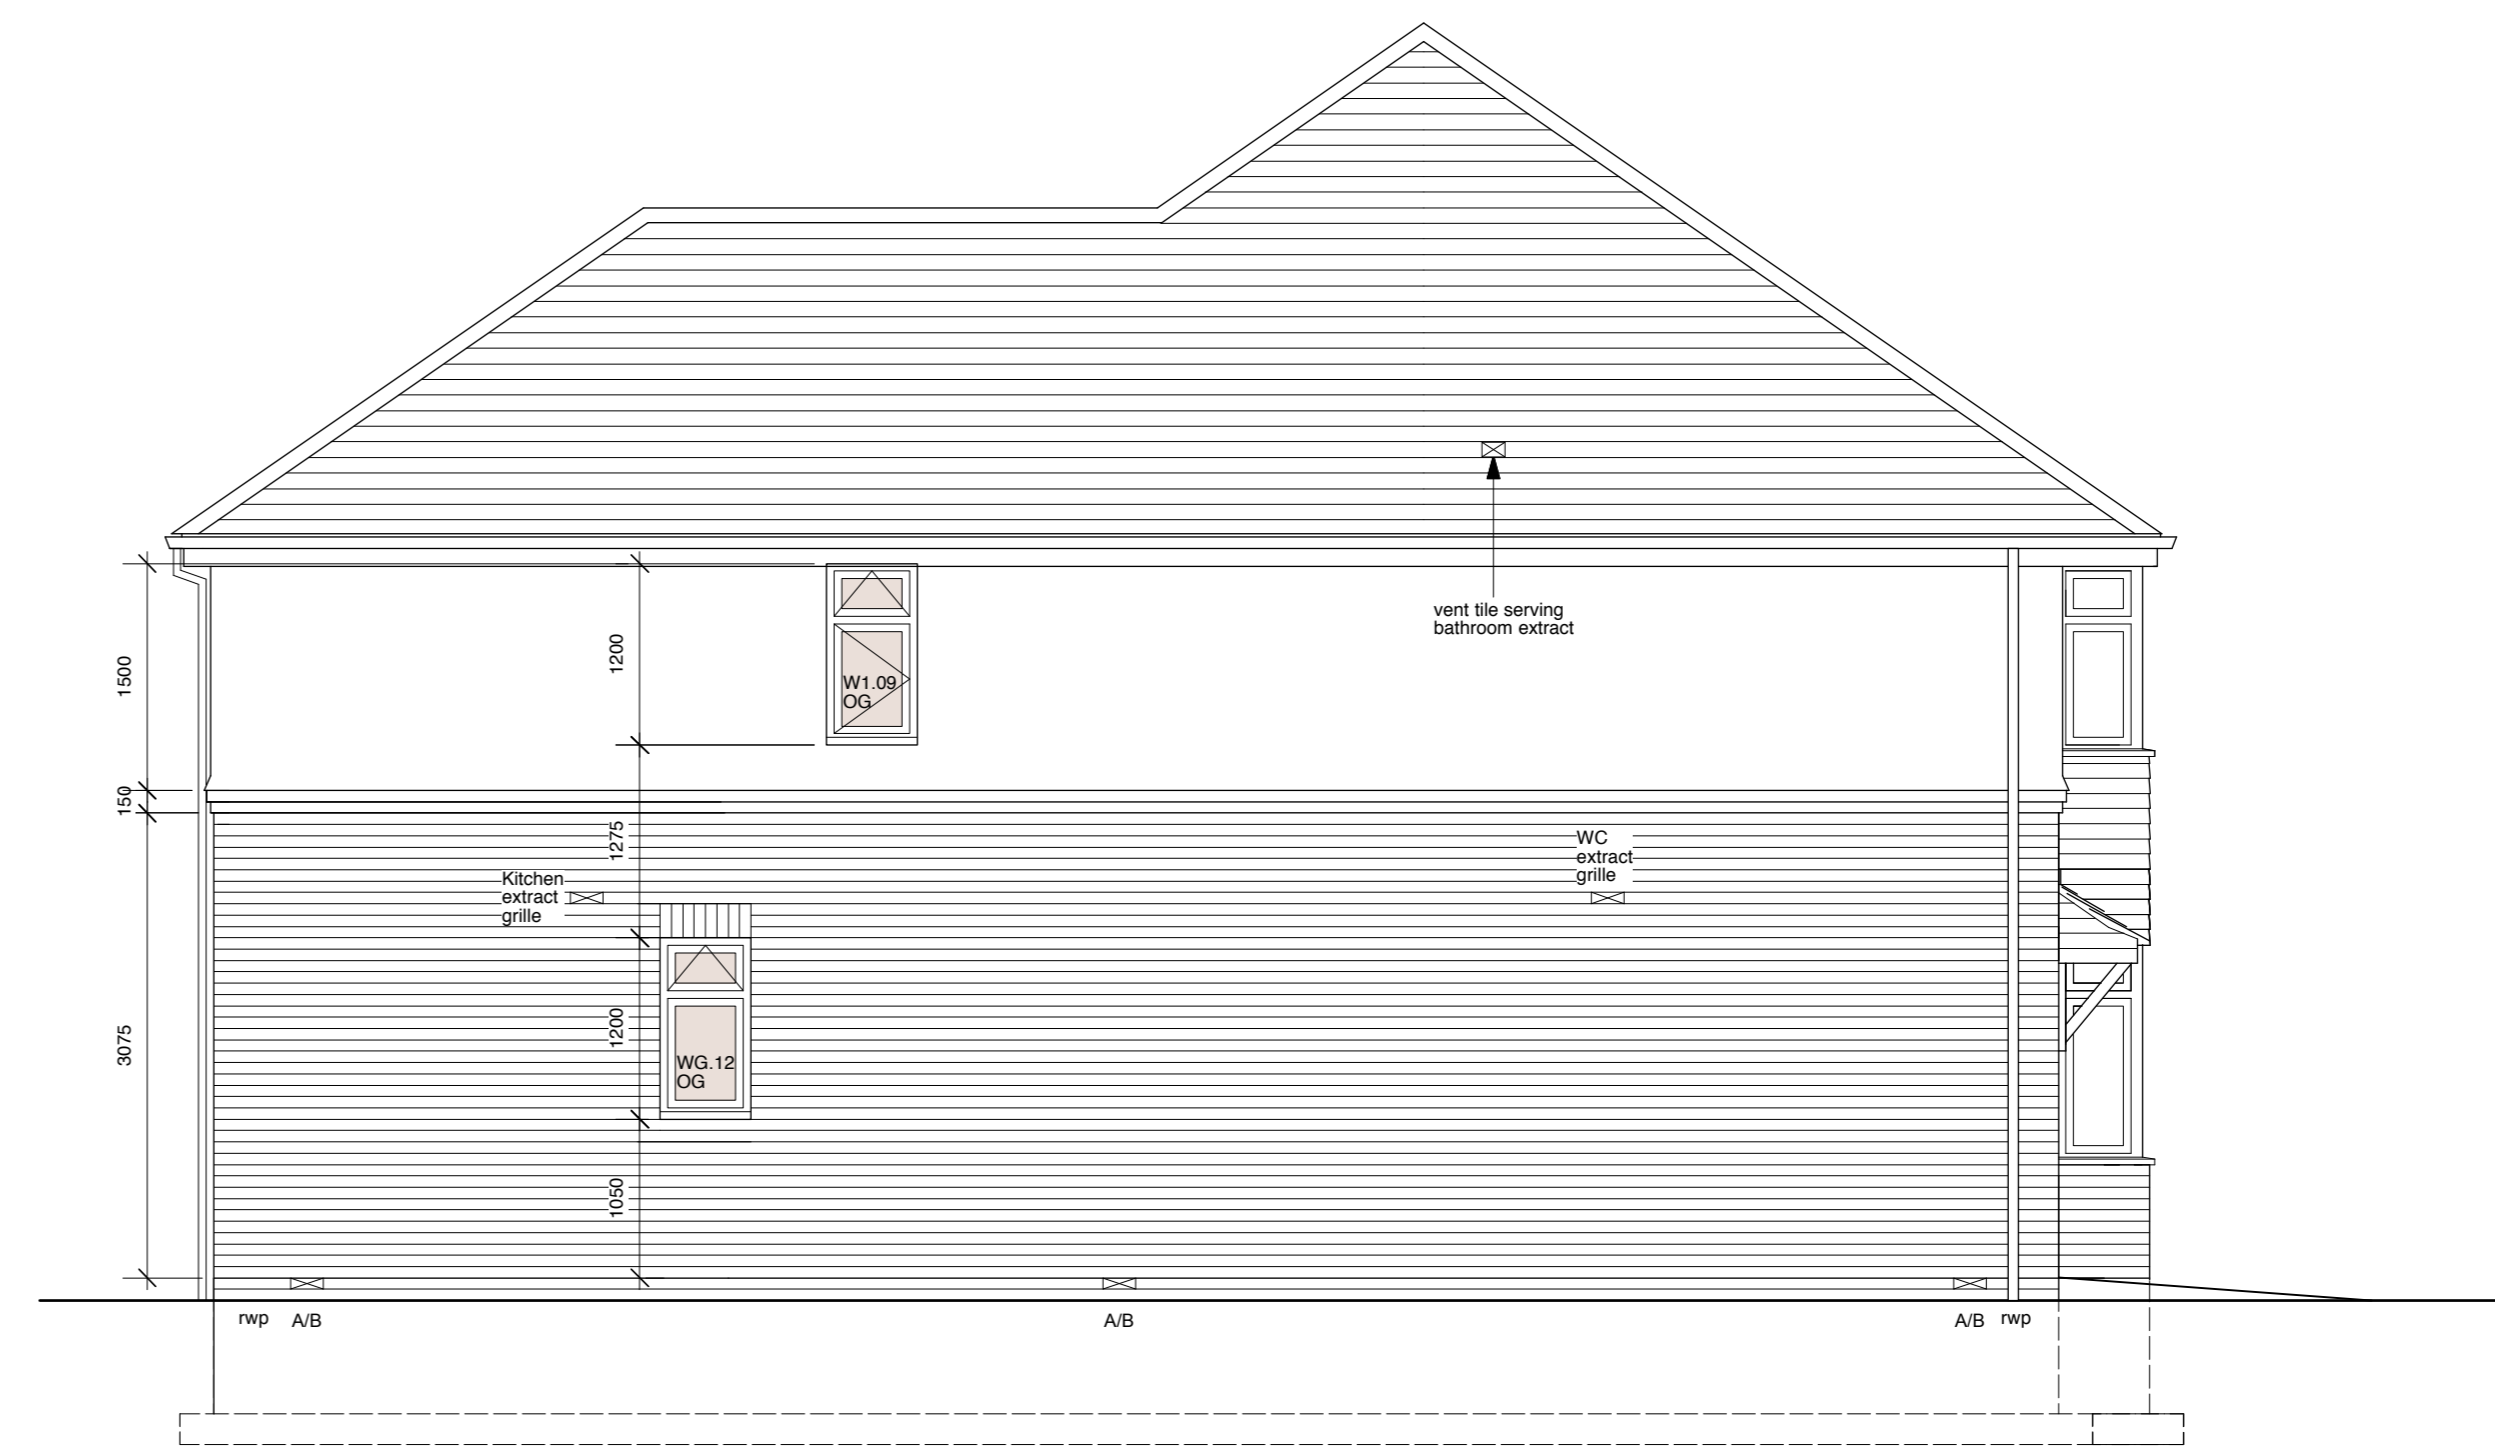 vent tile serving
bathroom extract
1500
1200
W1.09
OG
150
1275
WC
extract
grille
Kitchen
extract
grille
3075
1200
WG.12
OG
1050
rwp
A/B
A/B
A/B
rwp